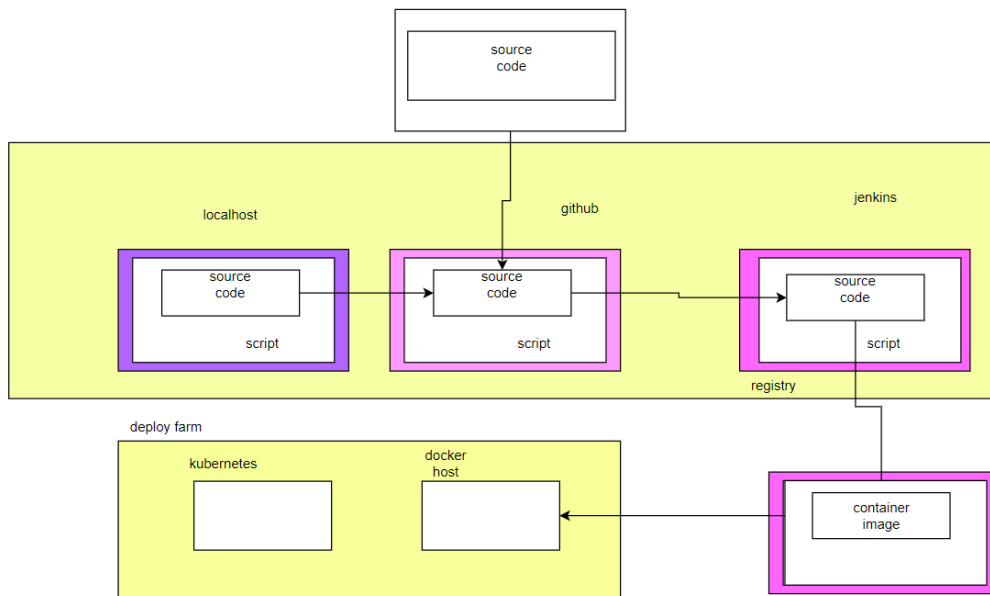 source
code
localhost
github
jenkins
source
code
script
source
code
script
source
code
script
registry
deploy farm
kubernetes
docker
host
container
image